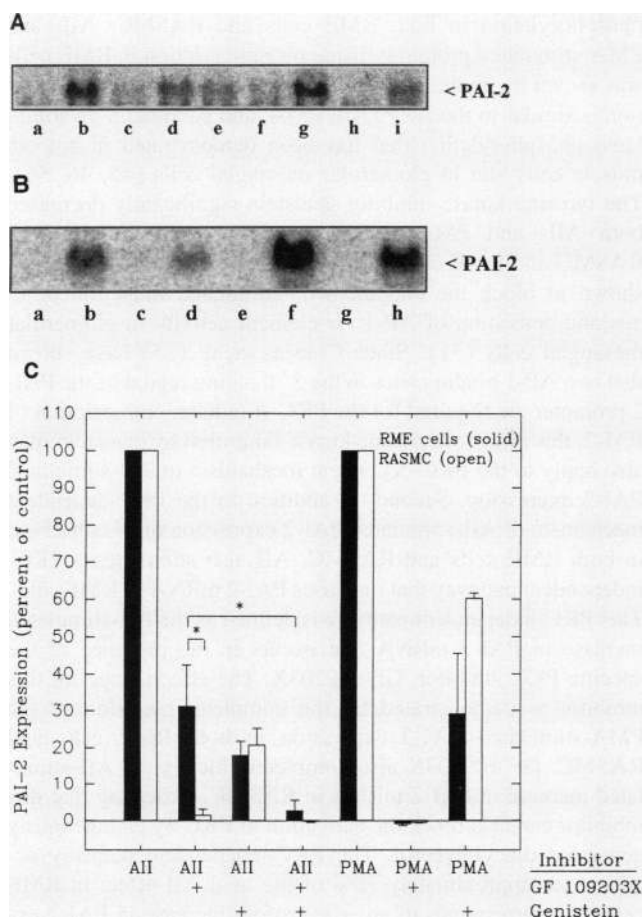 A
< PAI-2
a b c d e f g h i
B
< PAI-2
a b c d e f g h
C
PAI-2 Expression (percent of control)
110
100
90
80
70
60
50
40
30
20
10
0
RME cells (solid)
RASMC (open)
*
*
AII AII AII AII PMA PMA PMA
Inhibitor
+ + + GF 109203X
+ + + Genistein